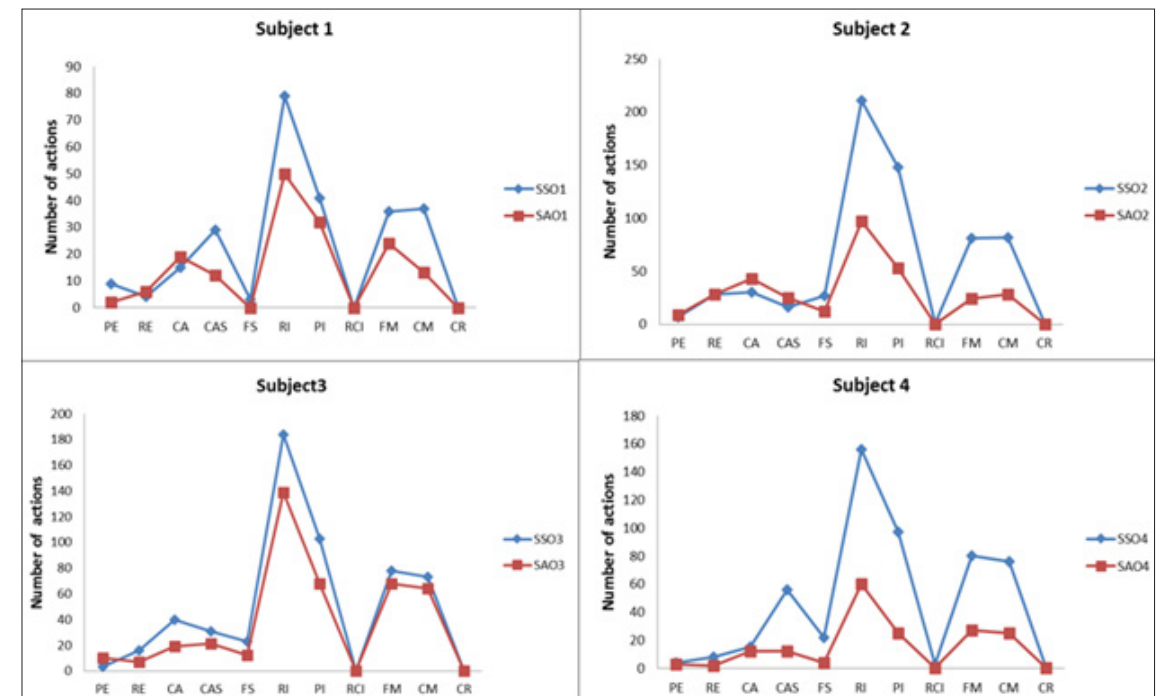 Subject 1
Number of actions
90
80
70
60
50
40
30
20
10
0
PE RE CA CAS FS RI PI RCI FM CM CR
SSO1
SAO1
Subject 2
Number of actions
250
200
150
100
50
0
PE RE CA CAS FS RI PI RCI FM CM CR
SSO2
SAO2
Subject3
Number of actions
200
180
160
140
120
100
80
60
40
20
0
PE RE CA CAS FS RI PI RCI FM CM CR
SSO3
SAO3
Subject 4
Number of actions
180
160
140
120
100
80
60
40
20
0
PE RE CA CAS FS RI PI RCI FM CM CR
SSO4
SAO4